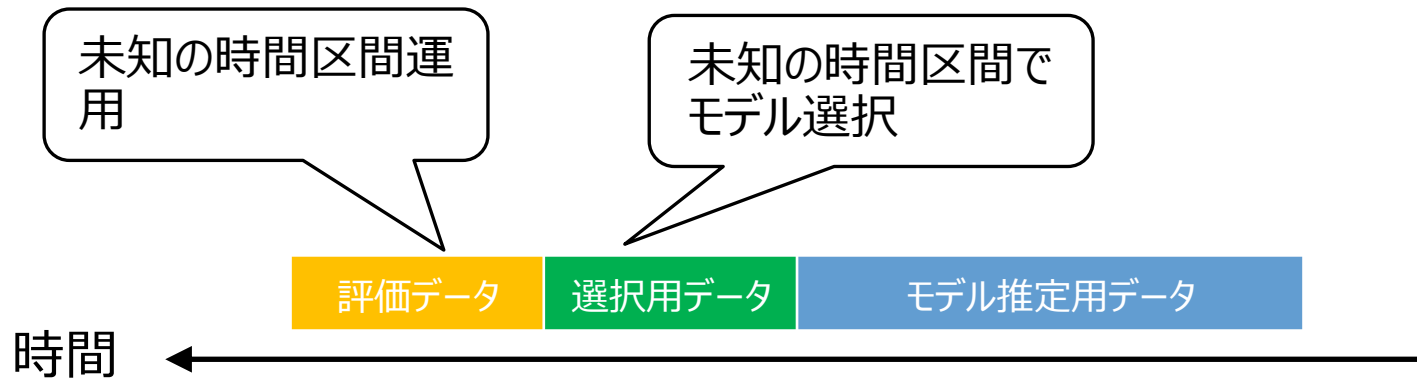 未知の時間区間運
用
未知の時間区間で
モデル選択
評価データ
選択用データ
モデル推定用データ
時間